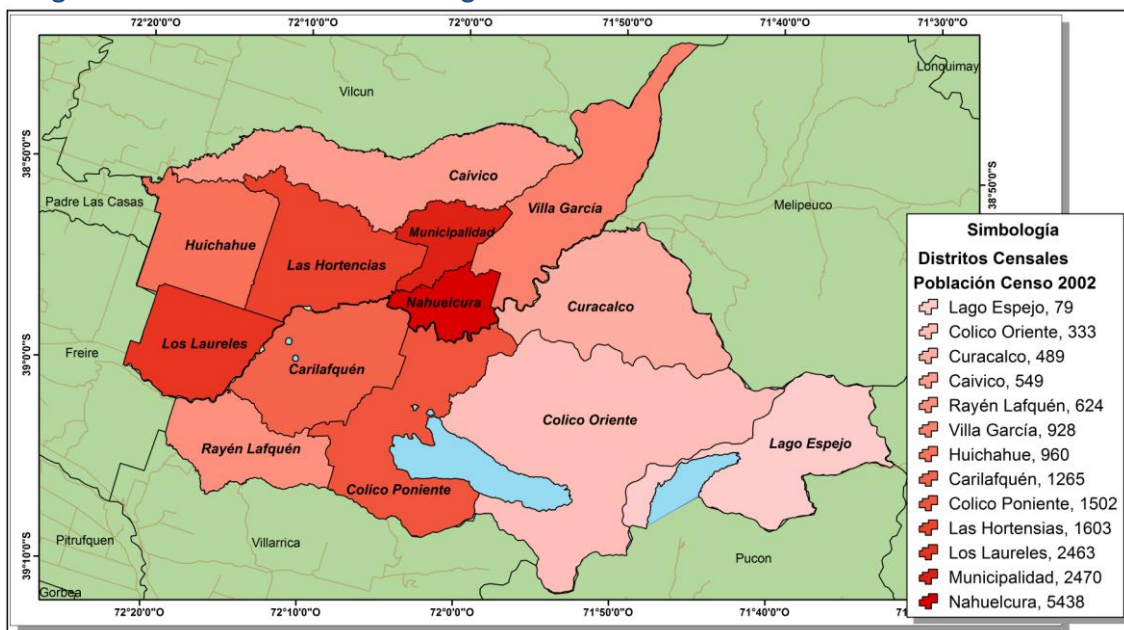 72°20'0"O 72°10'0"O 72°0'0"O 71°50'0"O 71°40'0"O 71°30'0"O
Lonquimay
Vilcun
38°50'0"S
38°50'0"S
Caivico
Padre Las Casas
Melipeuco
Villa García
Municipalidad
Huichahue
Las Hortencias
Nahuelcura
Curacalco
Los Laureles
Freire
39°0'0"S
Carilafquén
Colico Oriente
Lago Espejo
Rayén Lafquén
Colico Poniente
Pitrufquen
Villarrica
Pucon
39°10'0"S
Gorbea
72°20'0"O 72°10'0"O 72°0'0"O 71°50'0"O 71°40'0"O
Simbología
Distritos Censales
Población Censo 2002
Lago Espejo, 79
Colico Oriente, 333
Curacalco, 489
Caivico, 549
Rayén Lafquén, 624
Villa García, 928
Huichahue, 960
Carilafquén, 1265
Colico Poniente, 1502
Las Hortensias, 1603
Los Laureles, 2463
Municipalidad, 2470
Nahuelcura, 5438